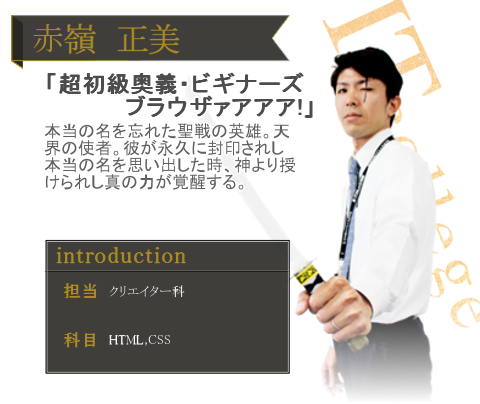 赤嶺 正美
「超初級奥義・ビギナーズ
ブラウザァアアア!」
本当の名を忘れた聖戦の英雄。天
界の使者。彼が永久に封印されし
本当の名を思い出した時、神より授
けられし真の力が覚醒する。
introduction
担当 クリエイター科
科目 HTML,CSS
IT